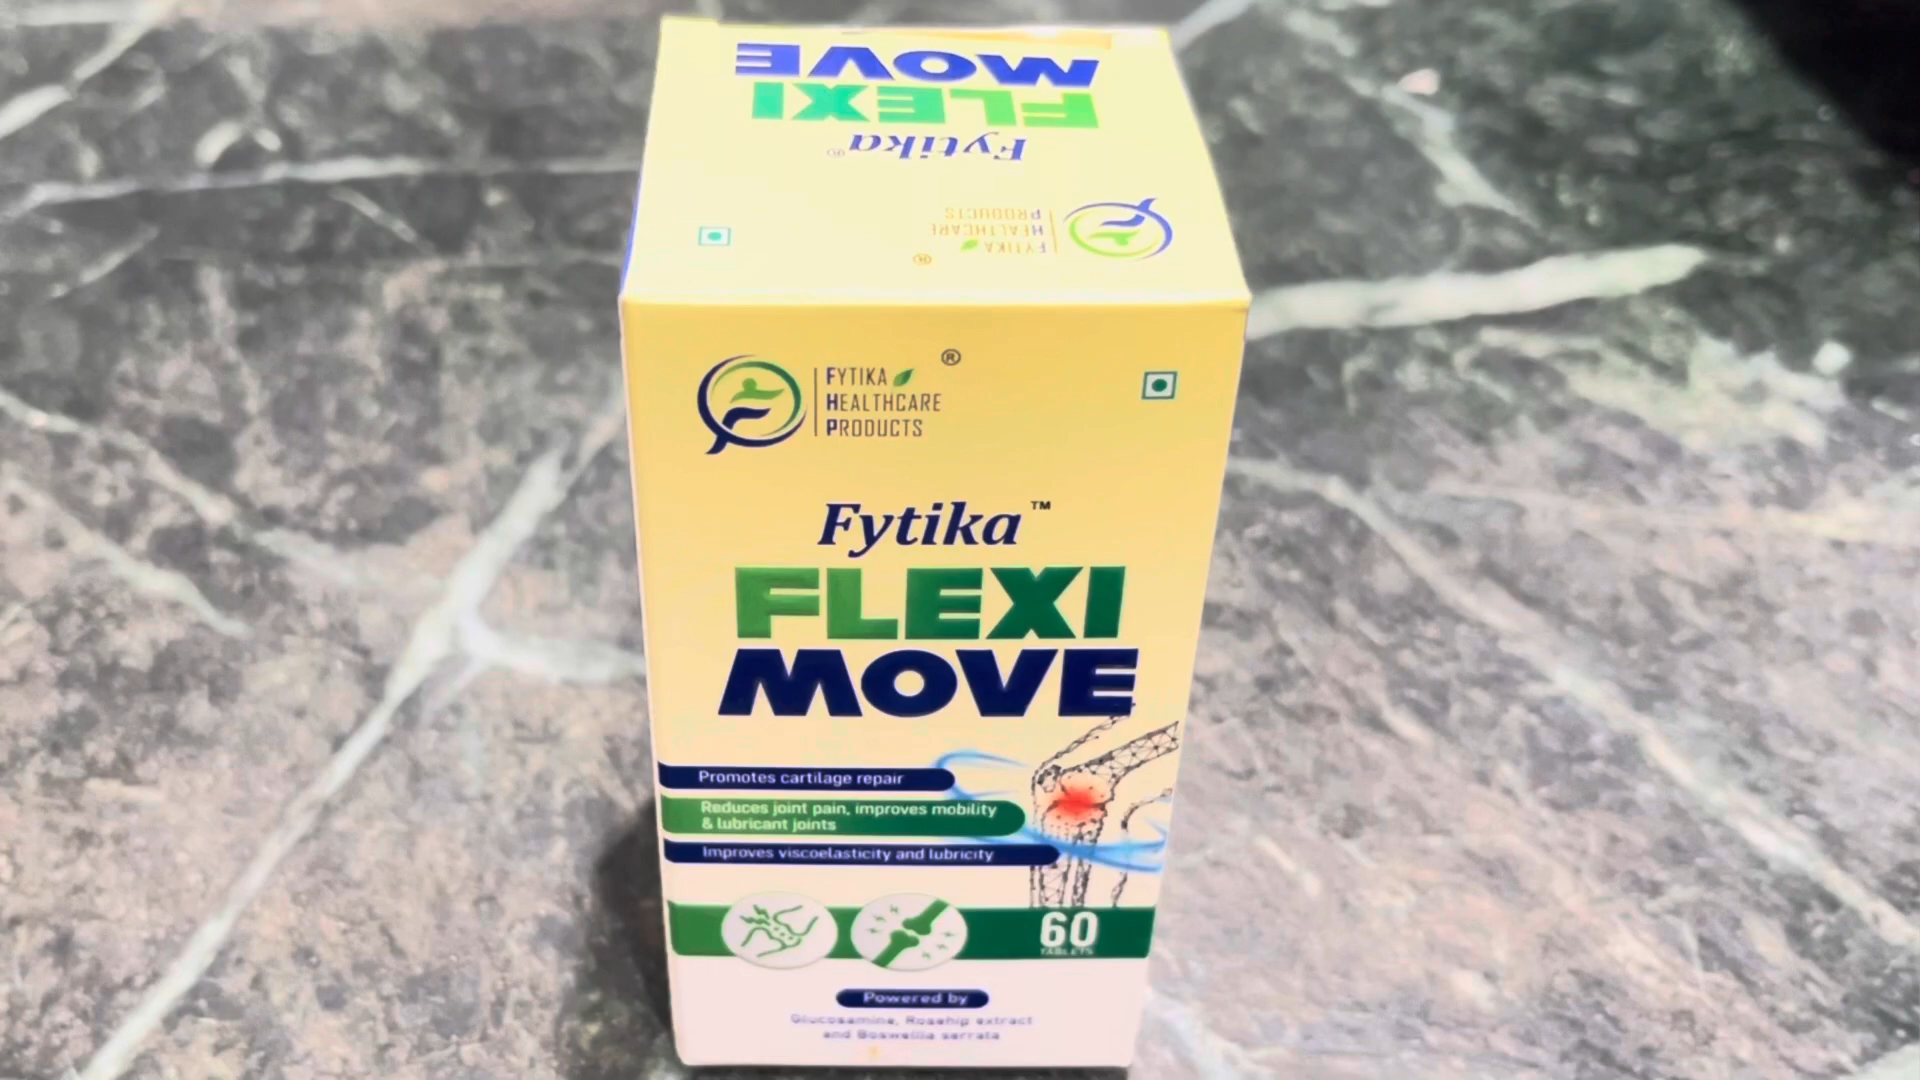 MOVE
FLEXI
Fytika®
FYTIKA
HEALTHCARE
PRODUCTS
®
FYTIKA
HEALTHCARE
PRODUCTS
®
Fytika™
FLEXI
MOVE
Promotes cartilage repair
Reduces joint pain, improves mobility
& lubricant joints
Improves viscoelasticity and lubricity
60
TABLETS
Powered by
Glucosamine, Rosehip extract
and Boswellia serrata